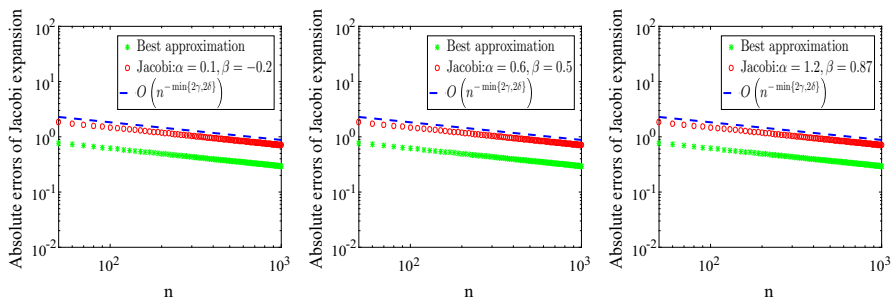 Absolute errors of Jacobi expansion
10^2
10^1
10^0
10^-1
10^-2
Best approximation
Jacobi:α = 0.1, β = −0.2
O (n^{−min{2γ,2δ}})
10^2
10^3
n
Absolute errors of Jacobi expansion
10^2
10^1
10^0
10^-1
10^-2
Best approximation
Jacobi:α = 0.6, β = 0.5
O (n^{−min{2γ,2δ}})
10^2
10^3
n
Absolute errors of Jacobi expansion
10^2
10^1
10^0
10^-1
10^-2
Best approximation
Jacobi:α = 1.2, β = 0.87
O (n^{−min{2γ,2δ}})
10^2
10^3
n